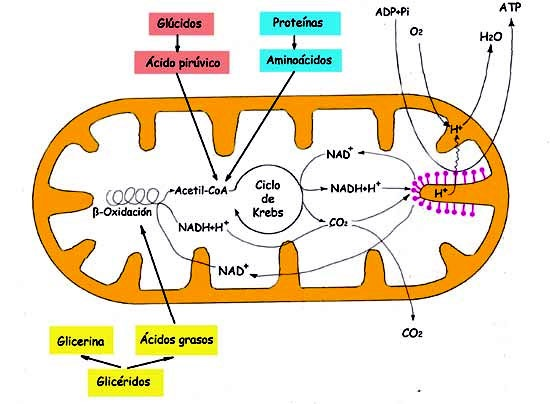 Glúcidos
Proteínas
ADP+Pi
ATP
O2
H2O
Ácido pirúvico
Aminoácidos
H+
NAD+
Acetil-CoA
Ciclo de Krebs
NADH+H+
H+
β-Oxidación
NADH+H+
CO2
NAD+
CO2
Glicerina
Ácidos grasos
Glicéridos